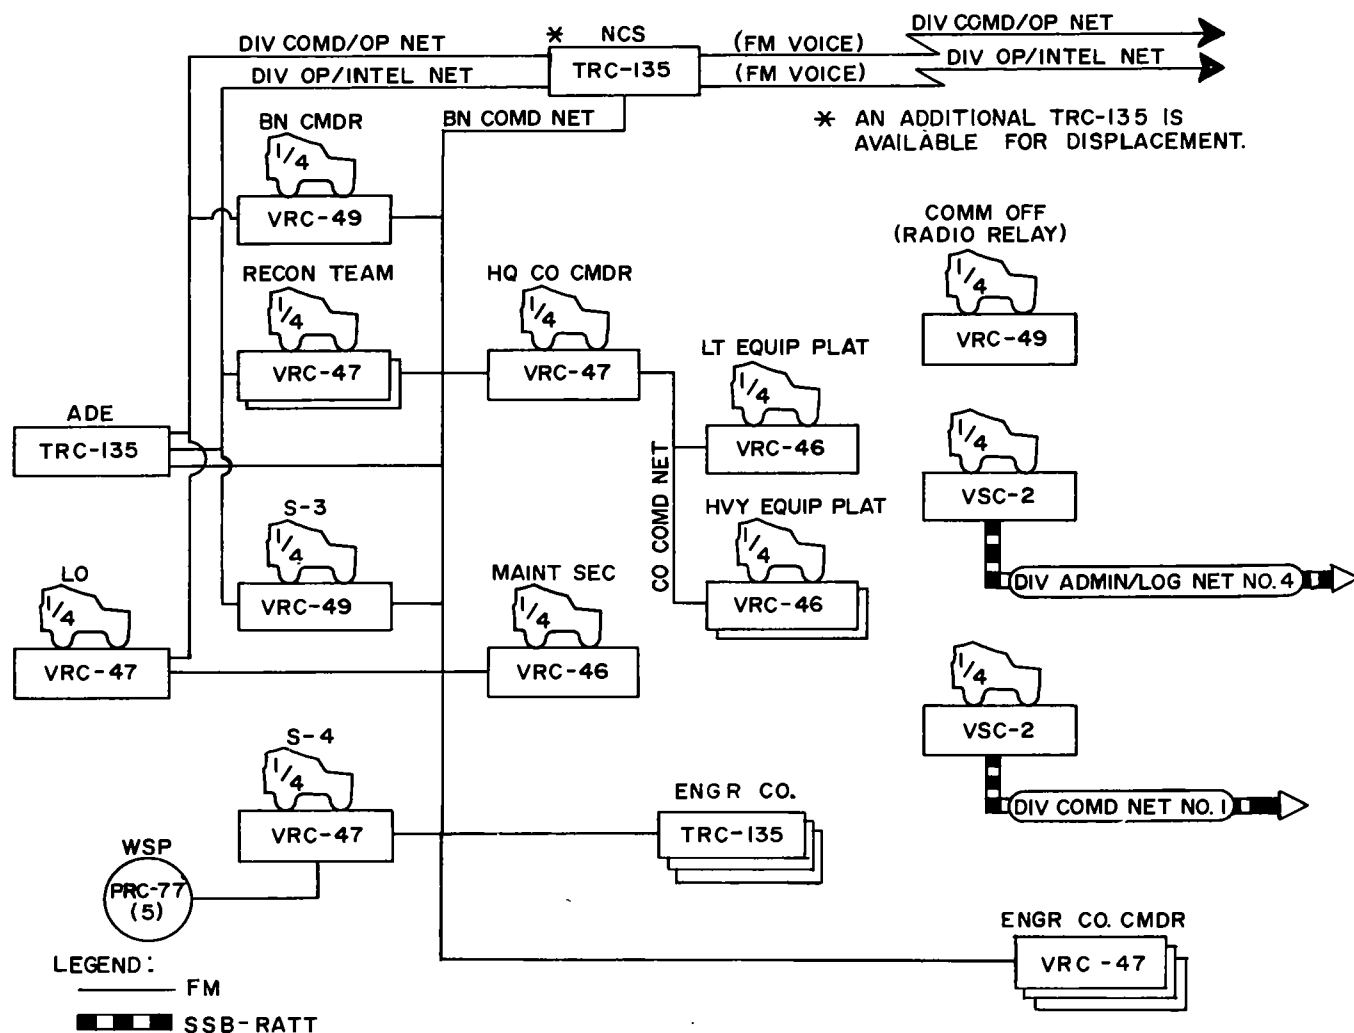 DIV COMD/OP NET
* NCS
(FM VOICE)
DIV COMD/OP NET
DIV OP/INTEL NET
TRC-135
(FM VOICE)
DIV OP/INTEL NET
BN COMD NET
* AN ADDITIONAL TRC-135 IS
AVAILABLE FOR DISPLACEMENT.
BN CMDR
1/4
VRC-49
COMM OFF
(RADIO RELAY)
1/4
VRC-49
RECON TEAM
1/4
VRC-47
HQ CO CMDR
1/4
VRC-47
LT EQUIP PLAT
1/4
VRC-46
ADE
TRC-135
CO COMD NET
1/4
VSC-2
DIV ADMIN/LOG NET NO. 4
S-3
1/4
VRC-49
HVY EQUIP PLAT
1/4
VRC-46
LO
1/4
VRC-47
MAINT SEC
1/4
VRC-46
1/4
VSC-2
DIV COMD NET NO. 1
S-4
1/4
VRC-47
ENGR CO.
TRC-135
WSP
PRC-77
(5)
ENGR CO. CMDR
VRC-47
LEGEND:
FM
SSB-RATT